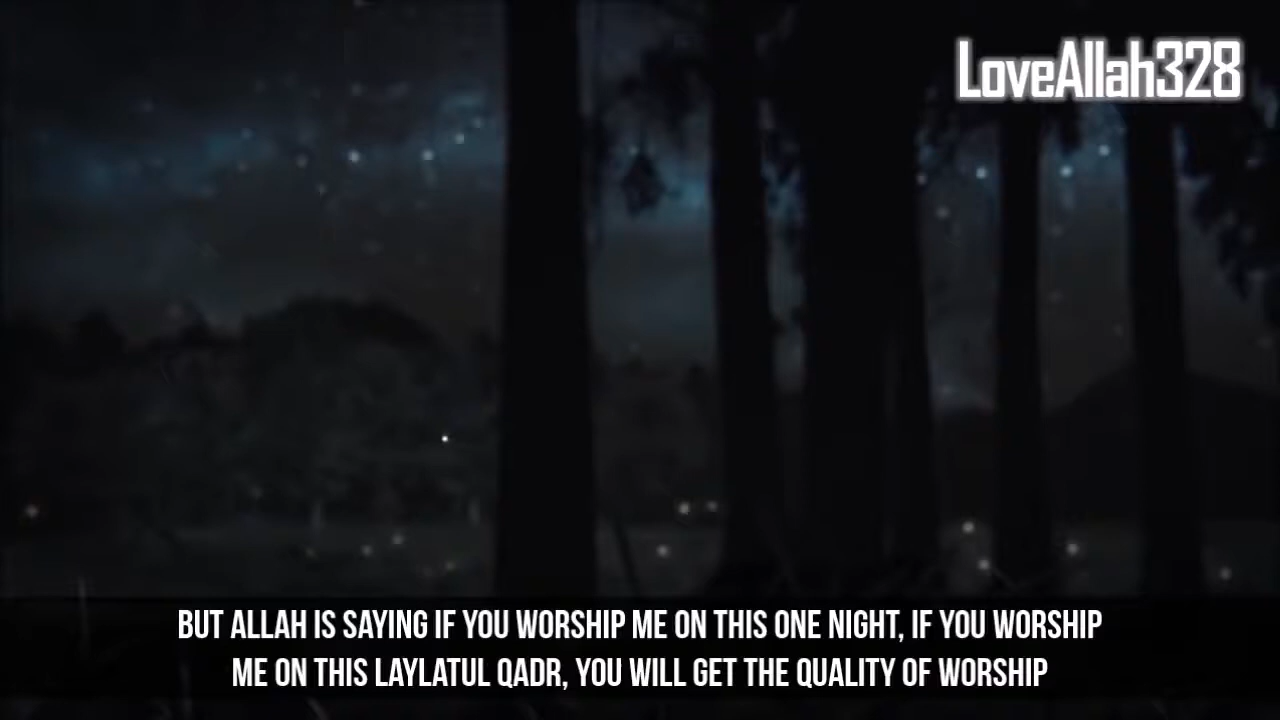 LoveAllah328
BUT ALLAH IS SAYING IF YOU WORSHIP ME ON THIS ONE NIGHT, IF YOU WORSHIP
ME ON THIS LAYLATUL QADR, YOU WILL GET THE QUALITY OF WORSHIP